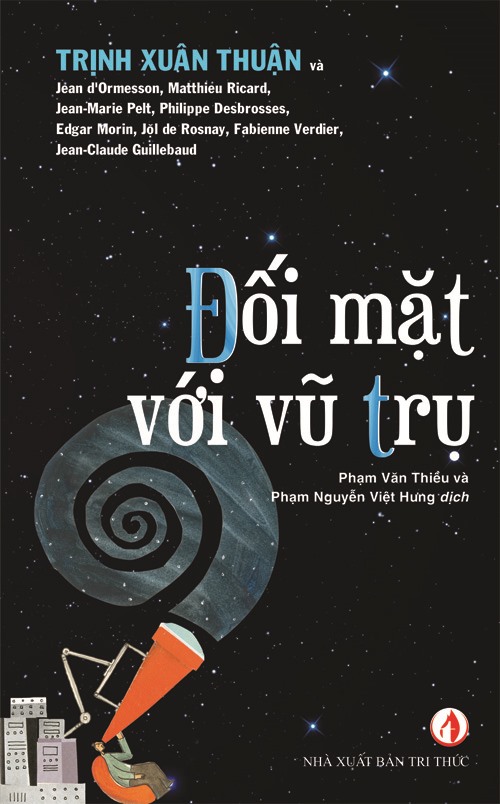 TRỊNH XUÂN THUẬN và
Jean d'Ormesson, Matthieu Ricard,
Jean-Marie Pelt, Philippe Desbrosses,
Edgar Morin, Jọl de Rosnay, Fabienne Verdier,
Jean-Claude Guillebaud
Đối mặt
với vũ trụ
Phạm Văn Thiều và
Phạm Nguyễn Việt Hưng dịch
NHÀ XUẤT BẢN TRI THỨC